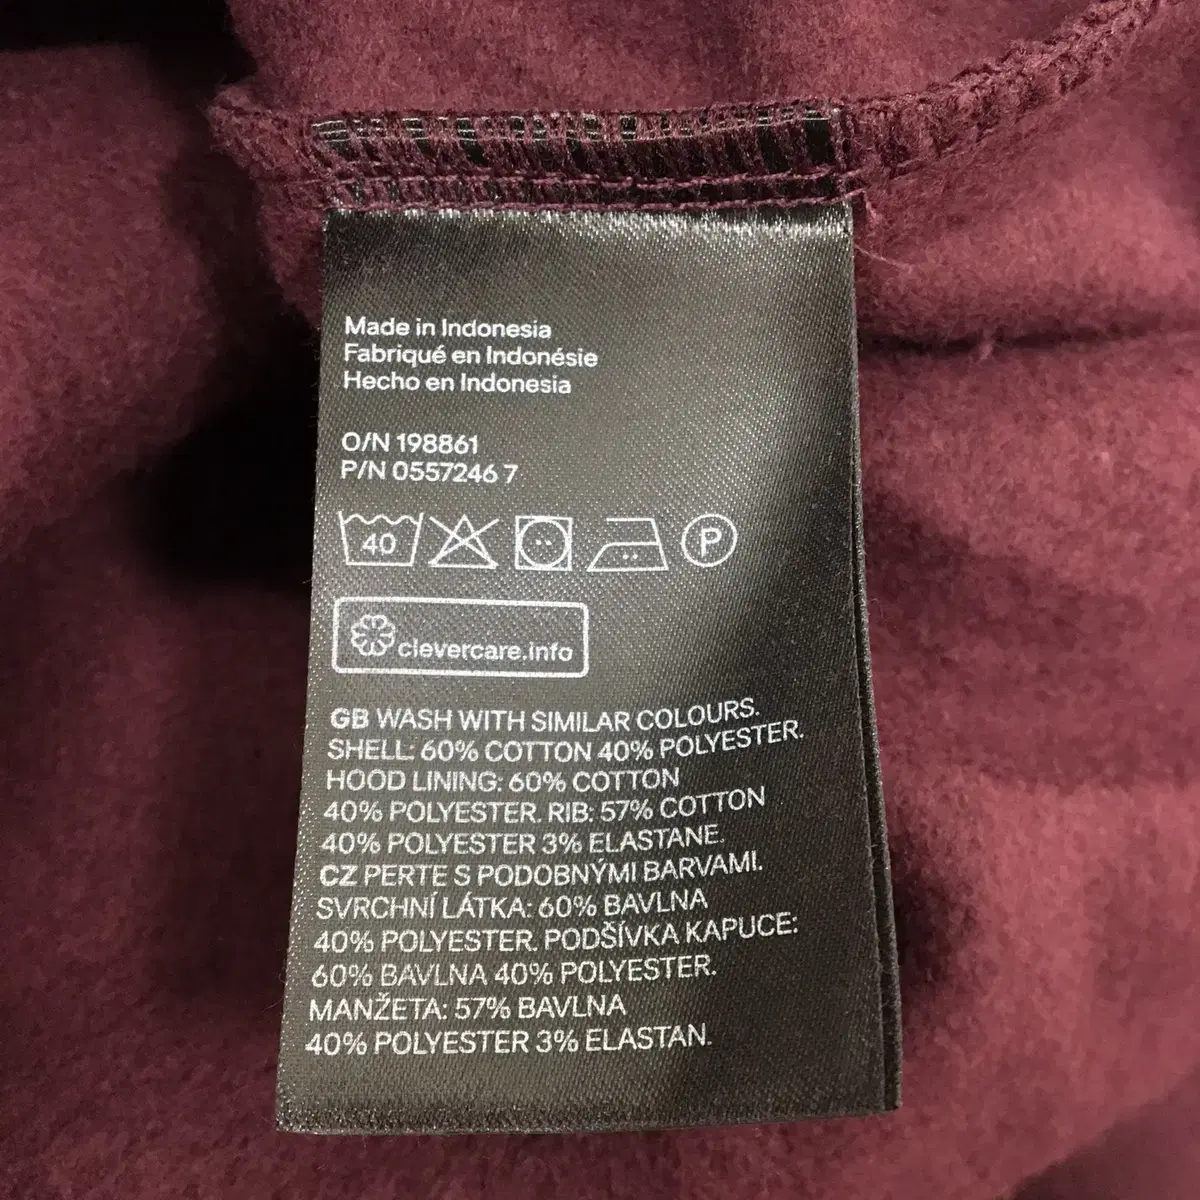 Made in Indonesia
Fabriqué en Indonésie
Hecho en Indonesia
O/N 198861
P/N 0557246 7
40 P
clevercare.info
GB WASH WITH SIMILAR COLOURS.
SHELL: 60% COTTON 40% POLYESTER.
HOOD LINING: 60% COTTON
40% POLYESTER. RIB: 57% COTTON
40% POLYESTER 3% ELASTANE.
CZ PERTE S PODOBNÝMI BARVAMI.
SVRCHNÍ LÁTKA: 60% BAVLNA
40% POLYESTER. PODŠÍVKA KAPUCE:
60% BAVLNA 40% POLYESTER.
MANŽETA: 57% BAVLNA
40% POLYESTER 3% ELASTAN.